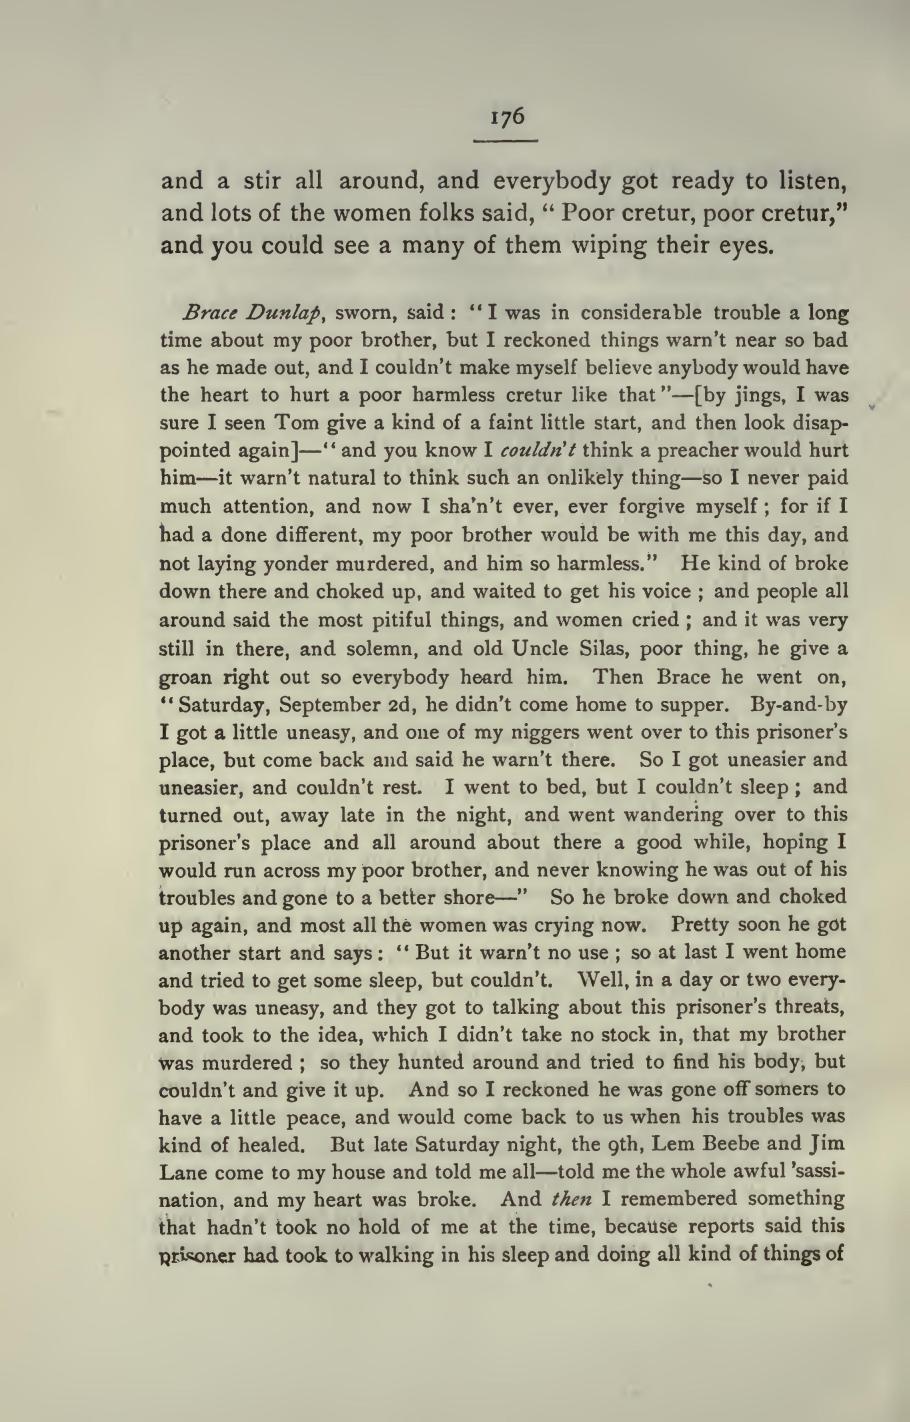 176
and a stir all around, and everybody got ready to listen,
and lots of the women folks said, “ Poor cretur, poor cretur,”
and you could see a many of them wiping their eyes.
Brace Dunlap, sworn, said : “ I was in considerable trouble a long
time about my poor brother, but I reckoned things warn't near so bad
as he made out, and I couldn't make myself believe anybody would have
the heart to hurt a poor harmless cretur like that”—[by jings, I was
sure I seen Tom give a kind of a faint little start, and then look disap-
pointed again]—“ and you know I couldn't think a preacher would hurt
him—it warn't natural to think such an onlikely thing—so I never paid
much attention, and now I sha'n't ever, ever forgive myself ; for if I
had a done different, my poor brother would be with me this day, and
not laying yonder murdered, and him so harmless.” He kind of broke
down there and choked up, and waited to get his voice ; and people all
around said the most pitiful things, and women cried ; and it was very
still in there, and solemn, and old Uncle Silas, poor thing, he give a
groan right out so everybody heard him. Then Brace he went on,
“ Saturday, September 2d, he didn't come home to supper. By-and-by
I got a little uneasy, and one of my niggers went over to this prisoner's
place, but come back and said he warn't there. So I got uneasier and
uneasier, and couldn't rest. I went to bed, but I couldn't sleep ; and
turned out, away late in the night, and went wandering over to this
prisoner's place and all around about there a good while, hoping I
would run across my poor brother, and never knowing he was out of his
troubles and gone to a better shore—” So he broke down and choked
up again, and most all the women was crying now. Pretty soon he got
another start and says : “ But it warn't no use ; so at last I went home
and tried to get some sleep, but couldn't. Well, in a day or two every-
body was uneasy, and they got to talking about this prisoner's threats,
and took to the idea, which I didn't take no stock in, that my brother
was murdered ; so they hunted around and tried to find his body, but
couldn't and give it up. And so I reckoned he was gone off somers to
have a little peace, and would come back to us when his troubles was
kind of healed. But late Saturday night, the 9th, Lem Beebe and Jim
Lane come to my house and told me all—told me the whole awful 'sassi-
nation, and my heart was broke. And then I remembered something
that hadn't took no hold of me at the time, because reports said this
prisoner had took to walking in his sleep and doing all kind of things of